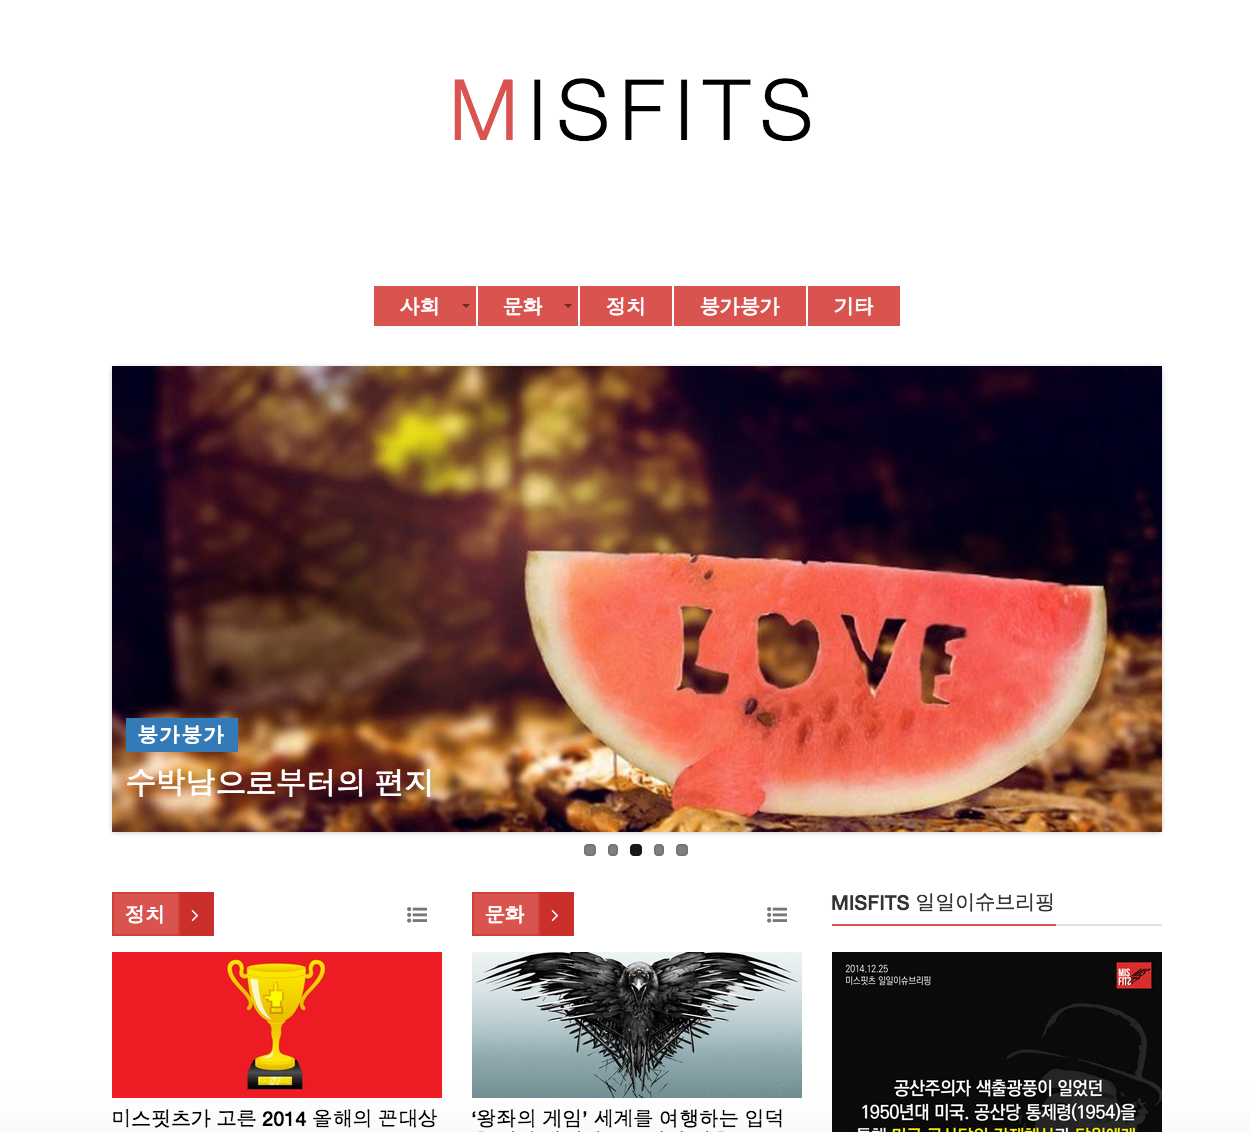 MISFITS
사회
문화
정치
붕가붕가
기타
LOVE
붕가붕가
수박남으로부터의 편지
정치
문화
MISFITS 일일이슈브리핑
미스핏츠가 고른 2014 올해의 꼰대상
‘왕좌의 게임’ 세계를 여행하는 입덕
2014.12.25
미스핏츠 일일이슈브리핑
MIS
FITS
공산주의자 색출광풍이 일었던
1950년대 미국. 공산당 통제령(1954)을